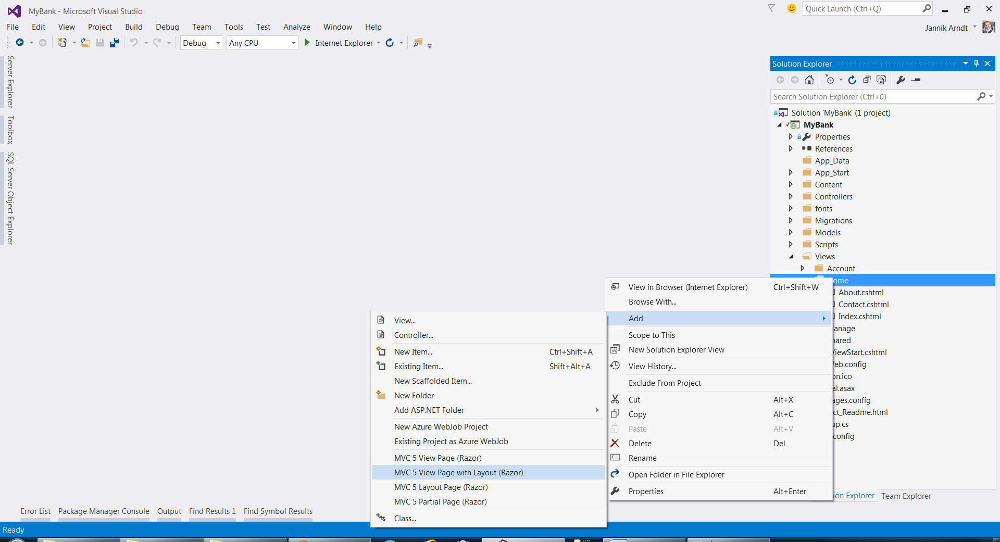 MyBank - Microsoft Visual Studio
Quick Launch (Ctrl+Q)
File Edit View Project Build Debug Team Tools Test Analyze Window Help
Jannik Arndt
Debug Any CPU Internet Explorer
Server Explorer
Toolbox
SQL Server Object Explorer
Solution Explorer
Search Solution Explorer (Ctrl+ü)
Solution 'MyBank' (1 project)
MyBank
Properties
References
App_Data
App_Start
Content
Controllers
fonts
Migrations
Models
Scripts
Views
Account
ome
About.cshtml
Contact.cshtml
Index.cshtml
anage
ared
iewStart.cshtml
eb.config
on.ico
al.asax
ages.config
ct_Readme.html
up.cs
config
View in Browser (Internet Explorer) Ctrl+Shift+W
Browse With...
Add
Scope to This
New Solution Explorer View
View History...
Exclude From Project
Cut Alt+X
Copy Alt+C
Paste Alt+V
Delete Del
Rename
Open Folder in File Explorer
Properties Alt+Enter
View...
Controller...
New Item... Ctrl+Shift+A
Existing Item... Shift+Alt+A
New Scaffolded Item...
New Folder
Add ASP.NET Folder
New Azure WebJob Project
Existing Project as Azure WebJob
MVC 5 View Page (Razor)
MVC 5 View Page with Layout (Razor)
MVC 5 Layout Page (Razor)
MVC 5 Partial Page (Razor)
Class...
ion Explorer Team Explorer
Error List Package Manager Console Output Find Results 1 Find Symbol Results
Ready